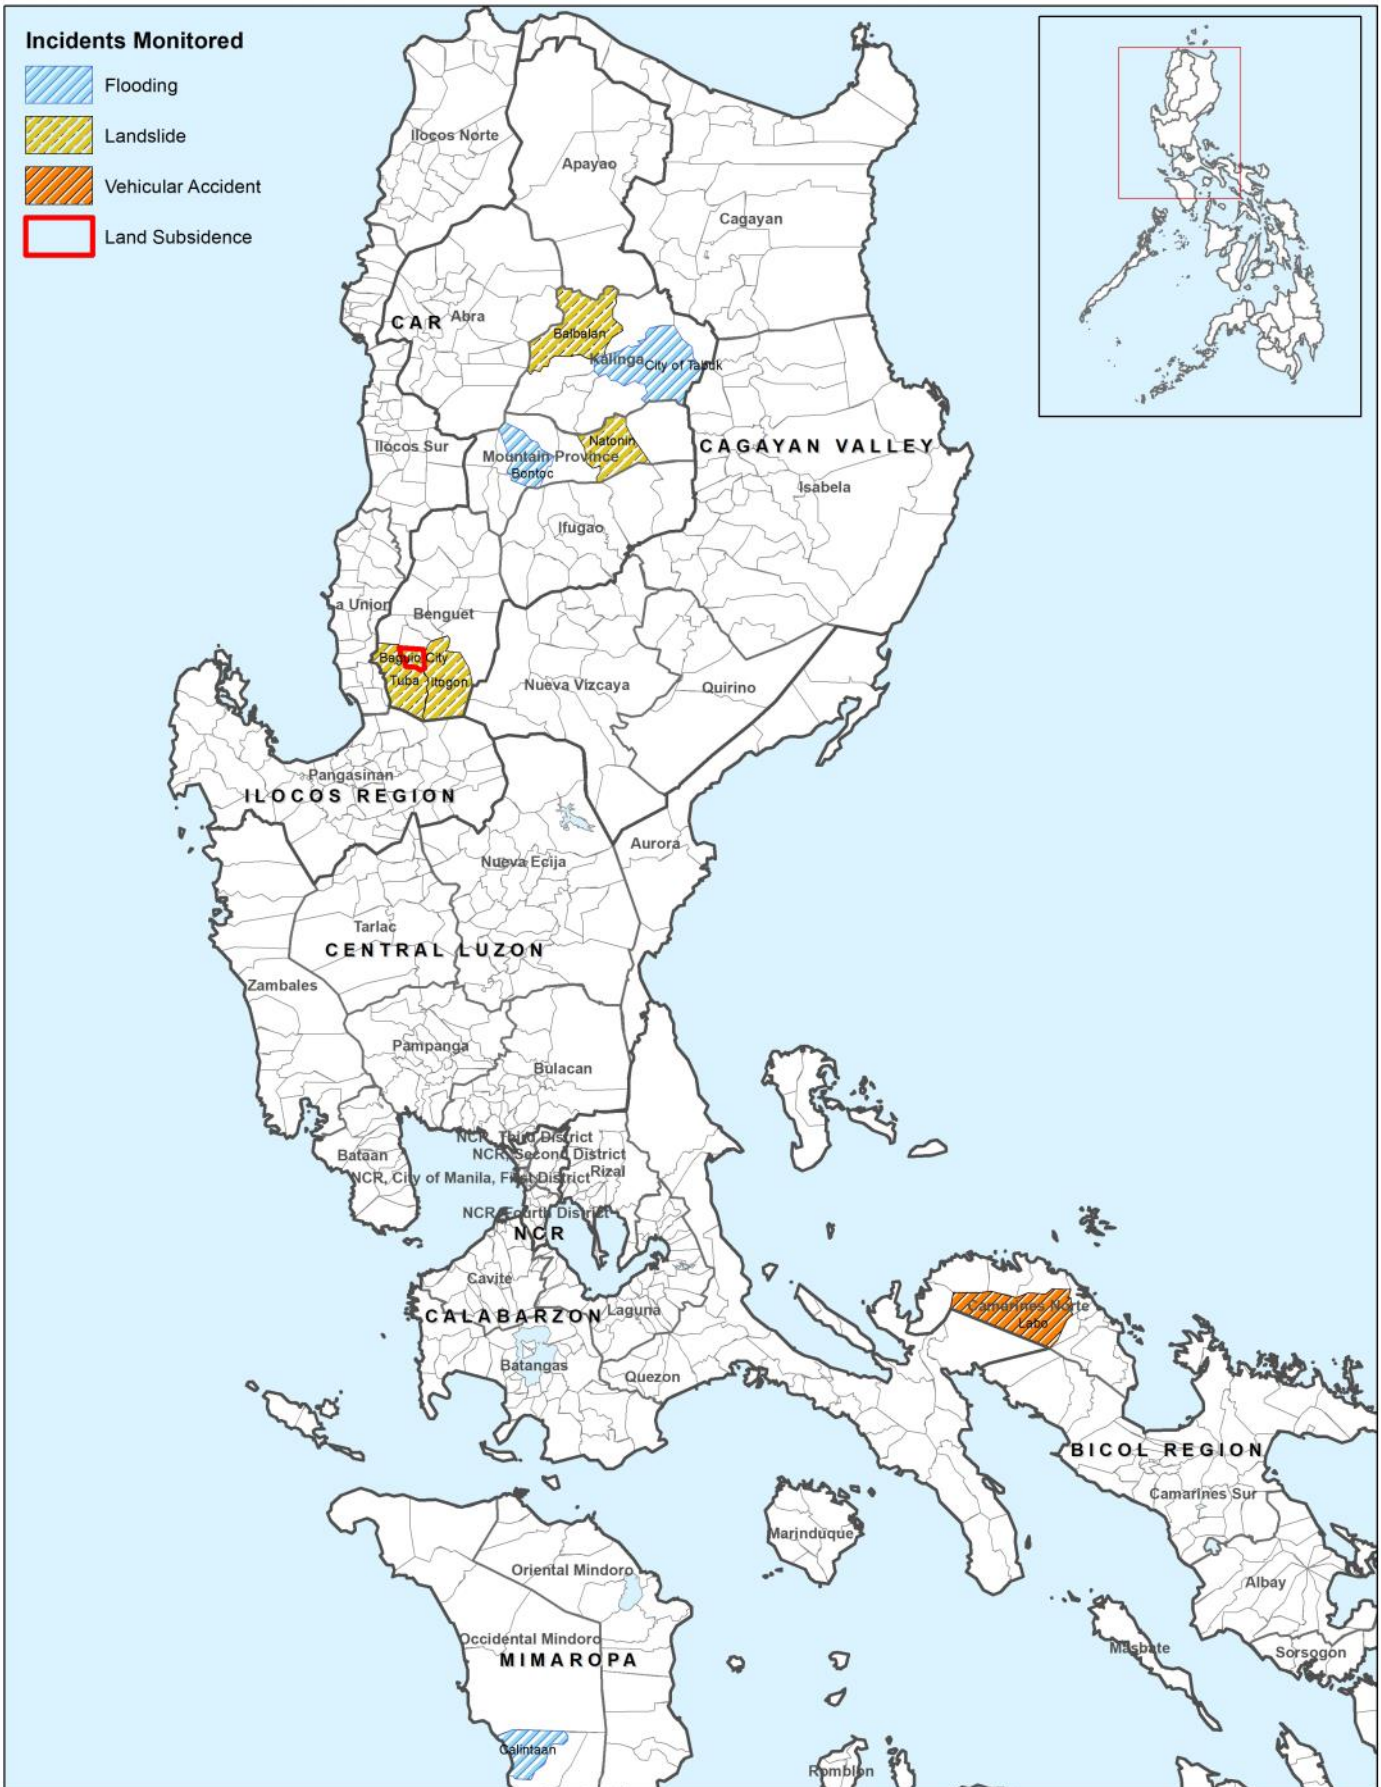 Incidents Monitored
Flooding
Landslide
Vehicular Accident
Land Subsidence
Ilocos Norte
Apayao
Cagayan
CAR
Abra
Balbalan
Kalinga
City of Tabuk
Ilocos Sur
Natonin
Mountain Province
Bontoc
CAGAYAN VALLEY
Isabela
Ifugao
La Union
Benguet
Baguio City
Tuba
Itogon
Nueva Vizcaya
Quirino
Pangasinan
ILOCOS REGION
Aurora
Nueva Ecija
Tarlac
CENTRAL LUZON
Zambales
Pampanga
Bulacan
NCR, Third District
NCR, Second District
Bataan
Rizal
NCR, City of Manila, First District
NCR, Fourth District
NCR
Cavite
CALABARZON
Laguna
Camarines Norte
Labo
Batangas
Quezon
BICOL REGION
Camarines Sur
Marinduque
Oriental Mindoro
Albay
Occidental Mindoro
MIMAROPA
Masbate
Sorsogon
Calintaan
Romblon